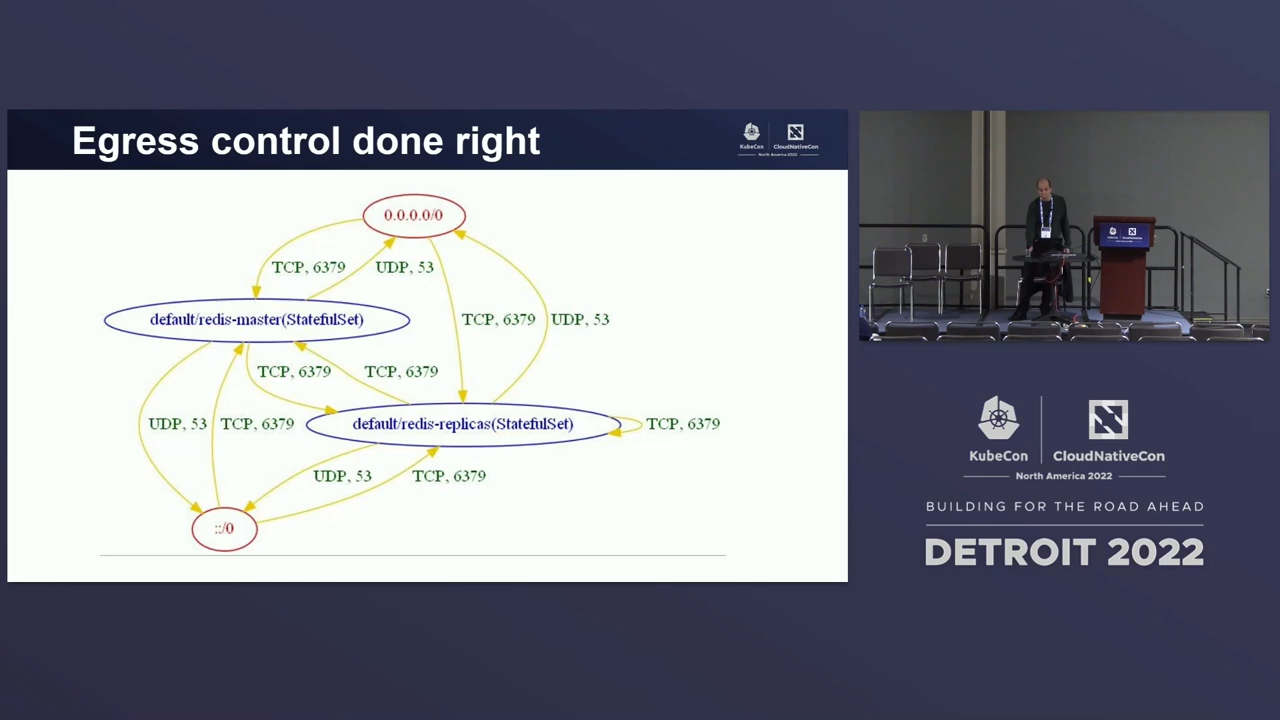 Egress control done right
KubeCon
CloudNativeCon
North America 2022
0.0.0.0/0
TCP, 6379
UDP, 53
default/redis-master(StatefulSet)
TCP, 6379
UDP, 53
TCP, 6379
TCP, 6379
UDP, 53
TCP, 6379
default/redis-replicas(StatefulSet)
TCP, 6379
UDP, 53
TCP, 6379
::/0
KubeCon
CloudNativeCon
North America 2022
BUILDING FOR THE ROAD AHEAD
DETROIT 2022